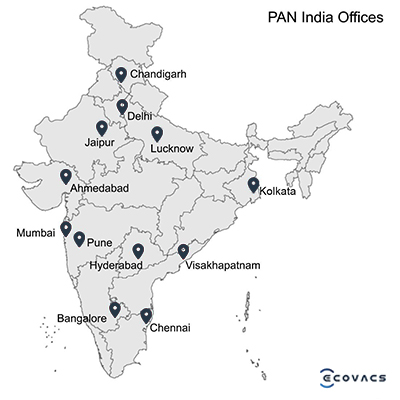 PAN India Offices
Chandigarh
Delhi
Jaipur
Lucknow
Ahmedabad
Kolkata
Mumbai
Pune
Hyderabad
Visakhapatnam
Bangalore
Chennai
ECOVACS